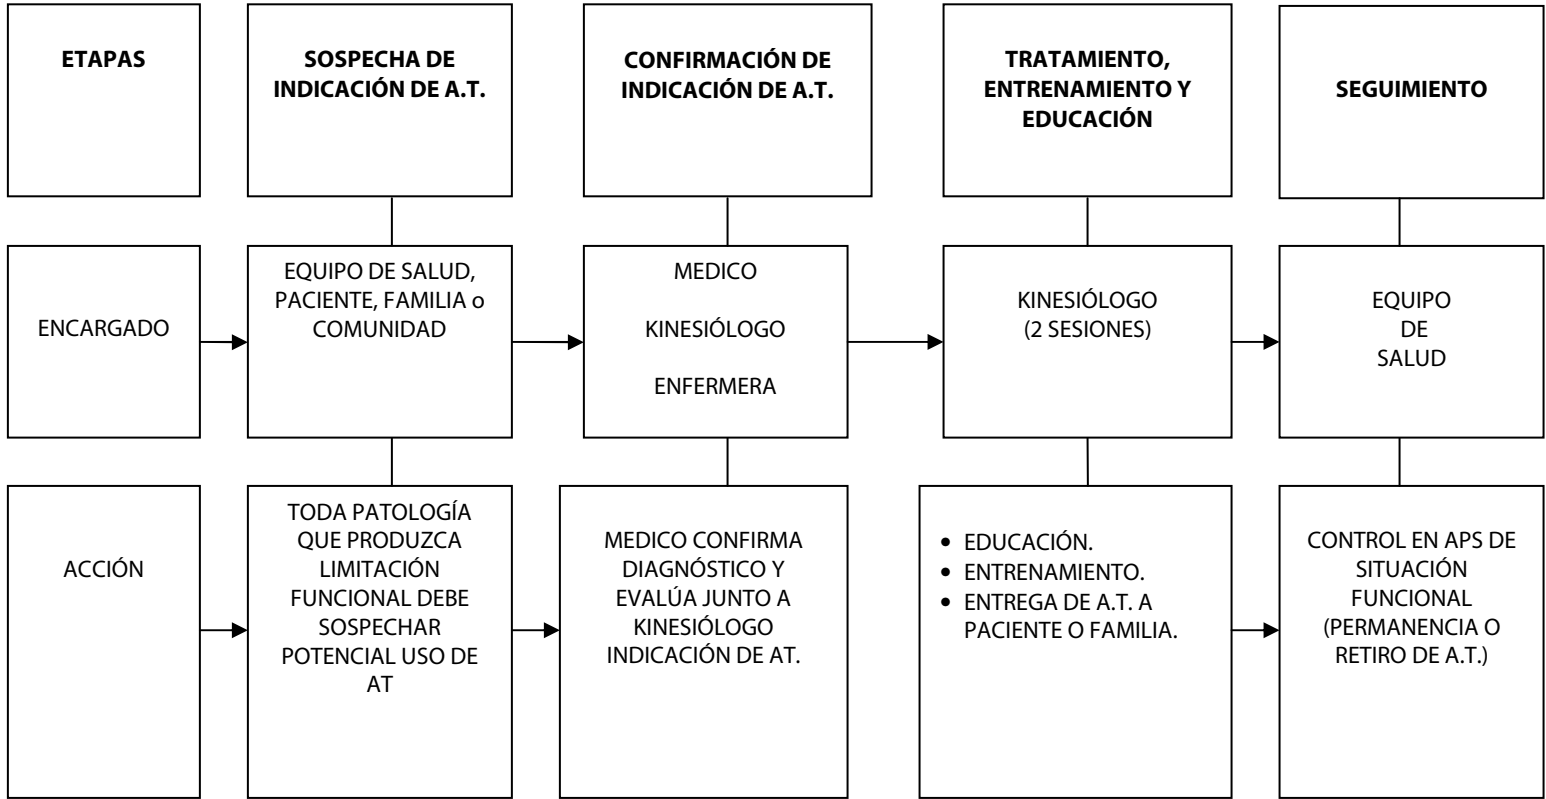 ETAPAS
SOSPECHA DE
INDICACIÓN DE A.T.
CONFIRMACIÓN DE
INDICACIÓN DE A.T.
TRATAMIENTO,
ENTRENAMIENTO Y
EDUCACIÓN
SEGUIMIENTO
ENCARGADO
EQUIPO DE SALUD,
PACIENTE, FAMILIA o
COMUNIDAD
MEDICO
KINESIÓLOGO
ENFERMERA
KINESIÓLOGO
(2 SESIONES)
EQUIPO
DE
SALUD
ACCIÓN
TODA PATOLOGÍA
QUE PRODUZCA
LIMITACIÓN
FUNCIONAL DEBE
SOSPECHAR
POTENCIAL USO DE
AT
MEDICO CONFIRMA
DIAGNÓSTICO Y
EVALÚA JUNTO A
KINESIÓLOGO
INDICACIÓN DE AT.
• EDUCACIÓN.
• ENTRENAMIENTO.
• ENTREGA DE A.T. A
PACIENTE O FAMILIA.
CONTROL EN APS DE
SITUACIÓN
FUNCIONAL
(PERMANENCIA O
RETIRO DE A.T.)